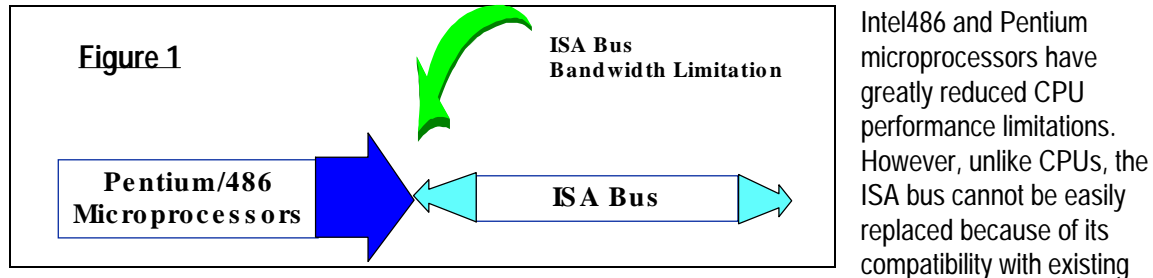 Figure 1
ISA Bus
Bandwidth Limitation
Pentium/486
Microprocessors
ISA Bus
Intel486 and Pentium
microprocessors have
greatly reduced CPU
performance limitations.
However, unlike CPUs, the
ISA bus cannot be easily
replaced because of its
compatibility with existing